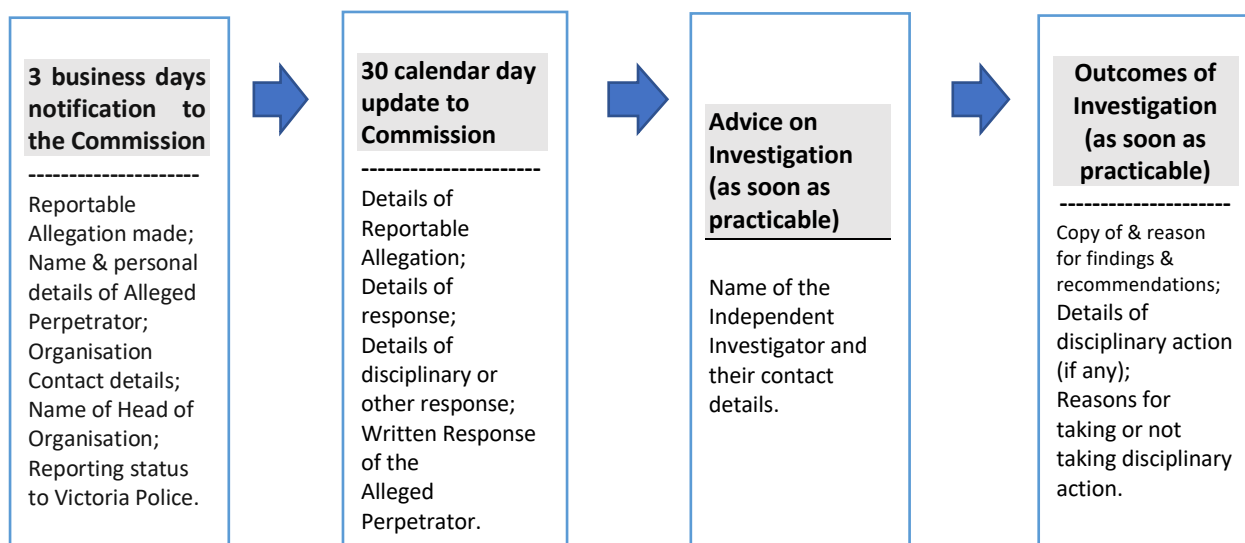 3 business days
notification to
the Commission
---------------------
Reportable
Allegation made;
Name & personal
details of Alleged
Perpetrator;
Organisation
Contact details;
Name of Head of
Organisation;
Reporting status
to Victoria Police.
30 calendar day
update to
Commission
----------------------
Details of
Reportable
Allegation;
Details of
response;
Details of
disciplinary or
other response;
Written Response
of the
Alleged
Perpetrator.
Advice on
Investigation
(as soon as
practicable)
Name of the
Independent
Investigator and
their contact
details.
Outcomes of
Investigation
(as soon as
practicable)
---------------------
Copy of & reason
for findings &
recommendations;
Details of
disciplinary action
(if any);
Reasons for
taking or not
taking disciplinary
action.